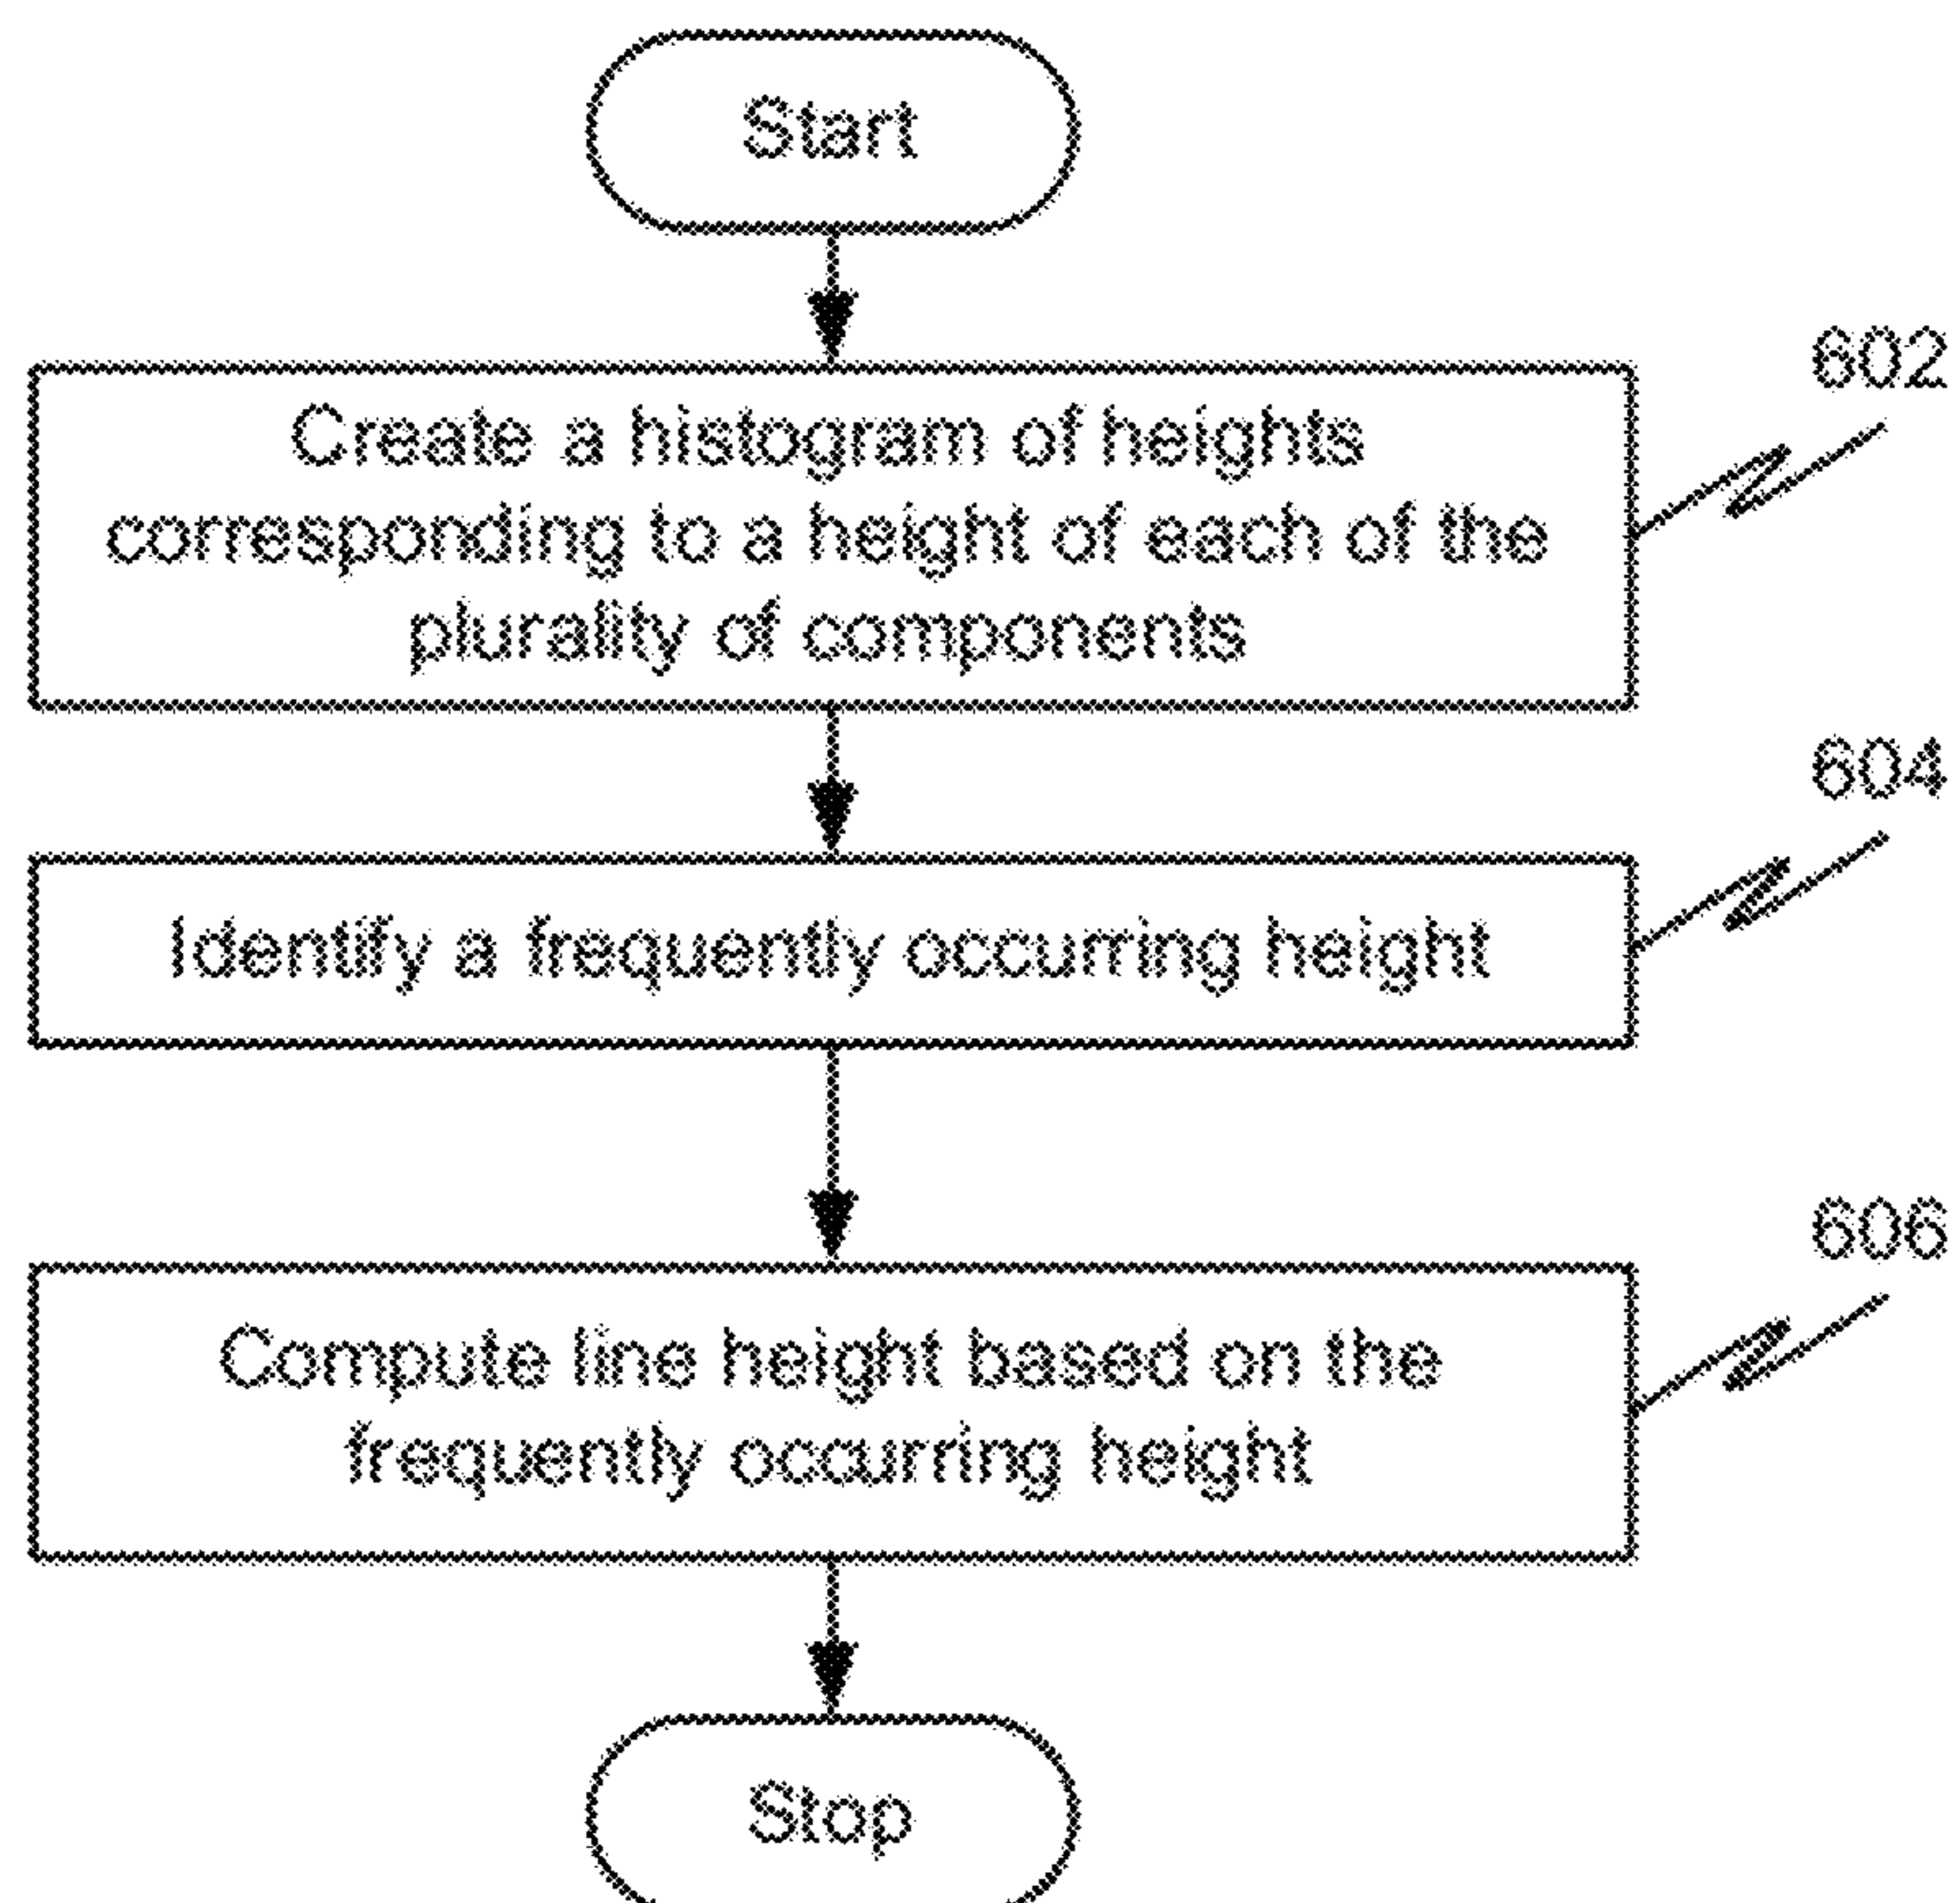 Start
602
Create a histogram of heights
corresponding to a height of each of the
plurality of components
604
Identify a frequently occurring height
606
Compute line height based on the
frequently occurring height
Stop